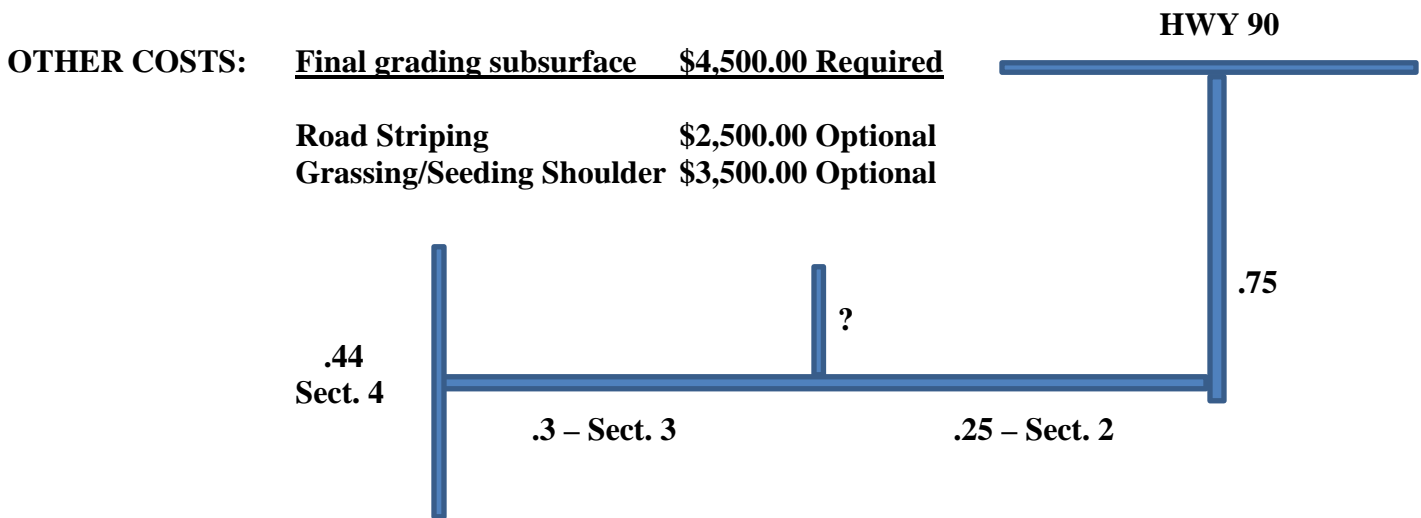 HWY 90
OTHER COSTS: Final grading subsurface $4,500.00 Required
Road Striping $2,500.00 Optional
Grassing/Seeding Shoulder $3,500.00 Optional
.75
?
.44
Sect. 4
.3 – Sect. 3
.25 – Sect. 2